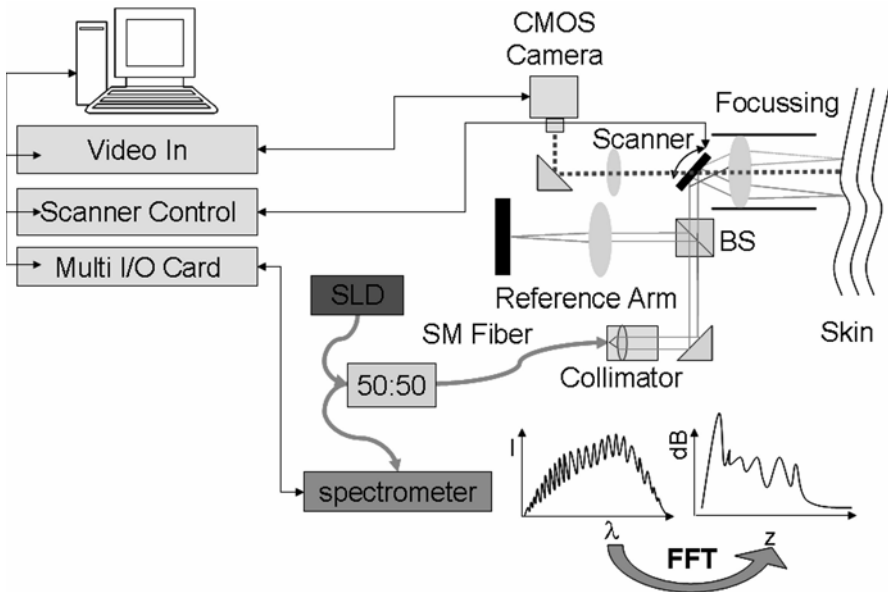 CMOS
Camera
Focussing
Scanner
Video In
Scanner Control
Multi I/O Card
BS
Reference Arm
SLD
SM Fiber
Skin
Collimator
50:50
spectrometer
I
λ
dB
z
FFT